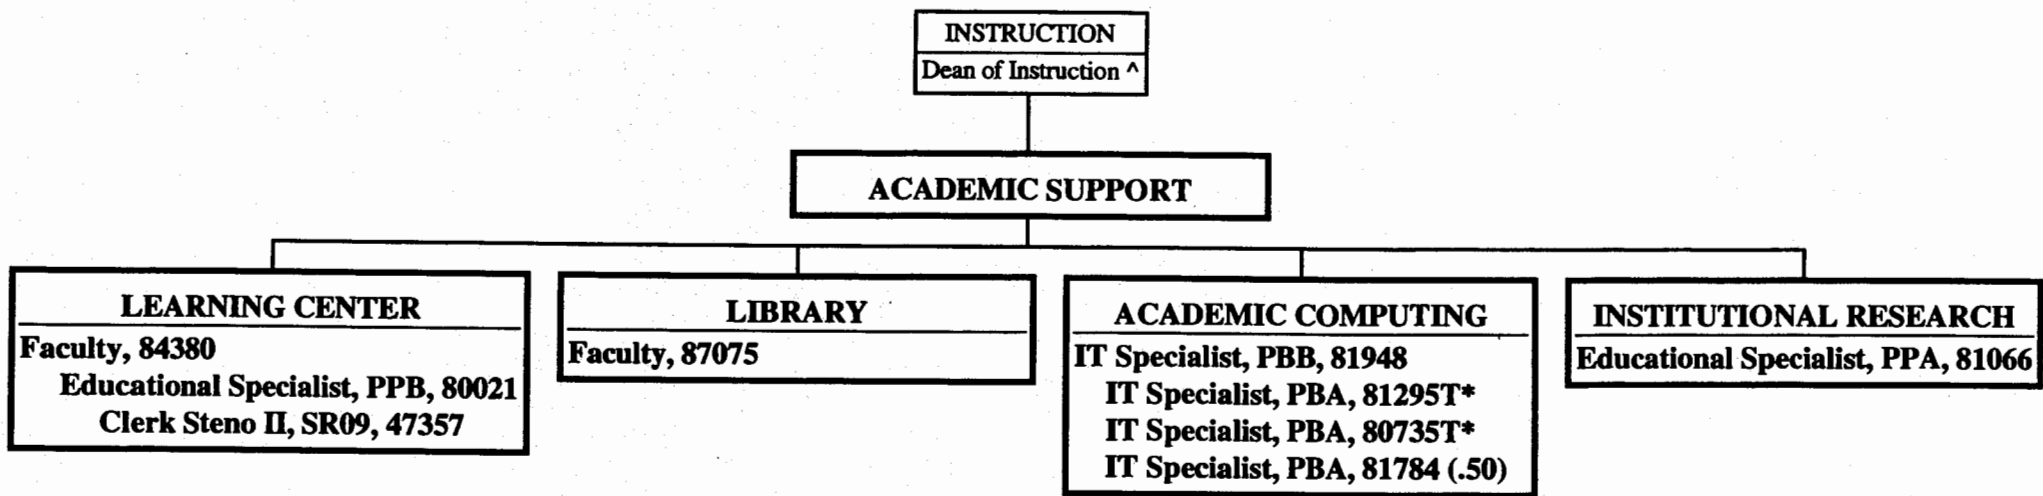 INSTRUCTION
Dean of Instruction ^
ACADEMIC SUPPORT
LEARNING CENTER
Faculty, 84380
Educational Specialist, PPB, 80021
Clerk Steno II, SR09, 47357
LIBRARY
Faculty, 87075
ACADEMIC COMPUTING
IT Specialist, PBB, 81948
IT Specialist, PBA, 81295T*
IT Specialist, PBA, 80735T*
IT Specialist, PBA, 81784 (.50)
INSTITUTIONAL RESEARCH
Educational Specialist, PPA, 81066